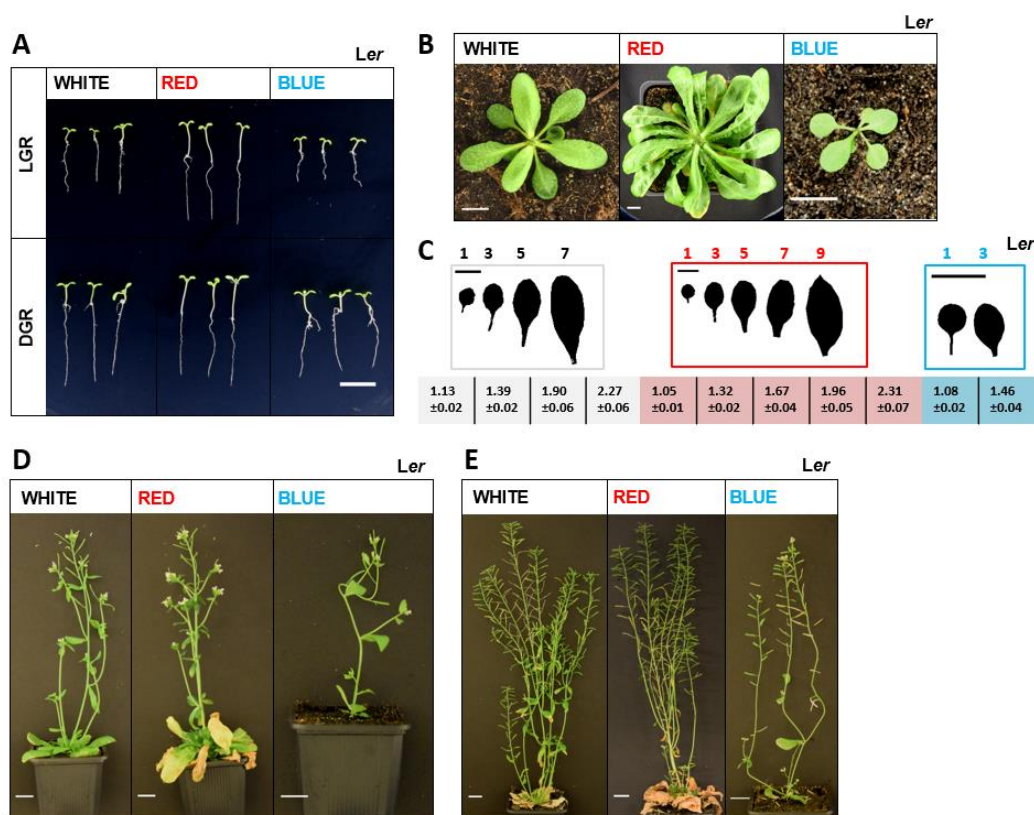 A
Ler
WHITE RED BLUE
LGR
DGR
B
Ler
WHITE RED BLUE
C
Ler
1 3 5 7
1 3 5 7 9
1 3
1.13 1.39 1.90 2.27 1.05 1.32 1.67 1.96 2.31 1.08 1.46
±0.02 ±0.02 ±0.06 ±0.06 ±0.01 ±0.02 ±0.04 ±0.05 ±0.07 ±0.02 ±0.04
D
Ler
WHITE RED BLUE
E
Ler
WHITE RED BLUE